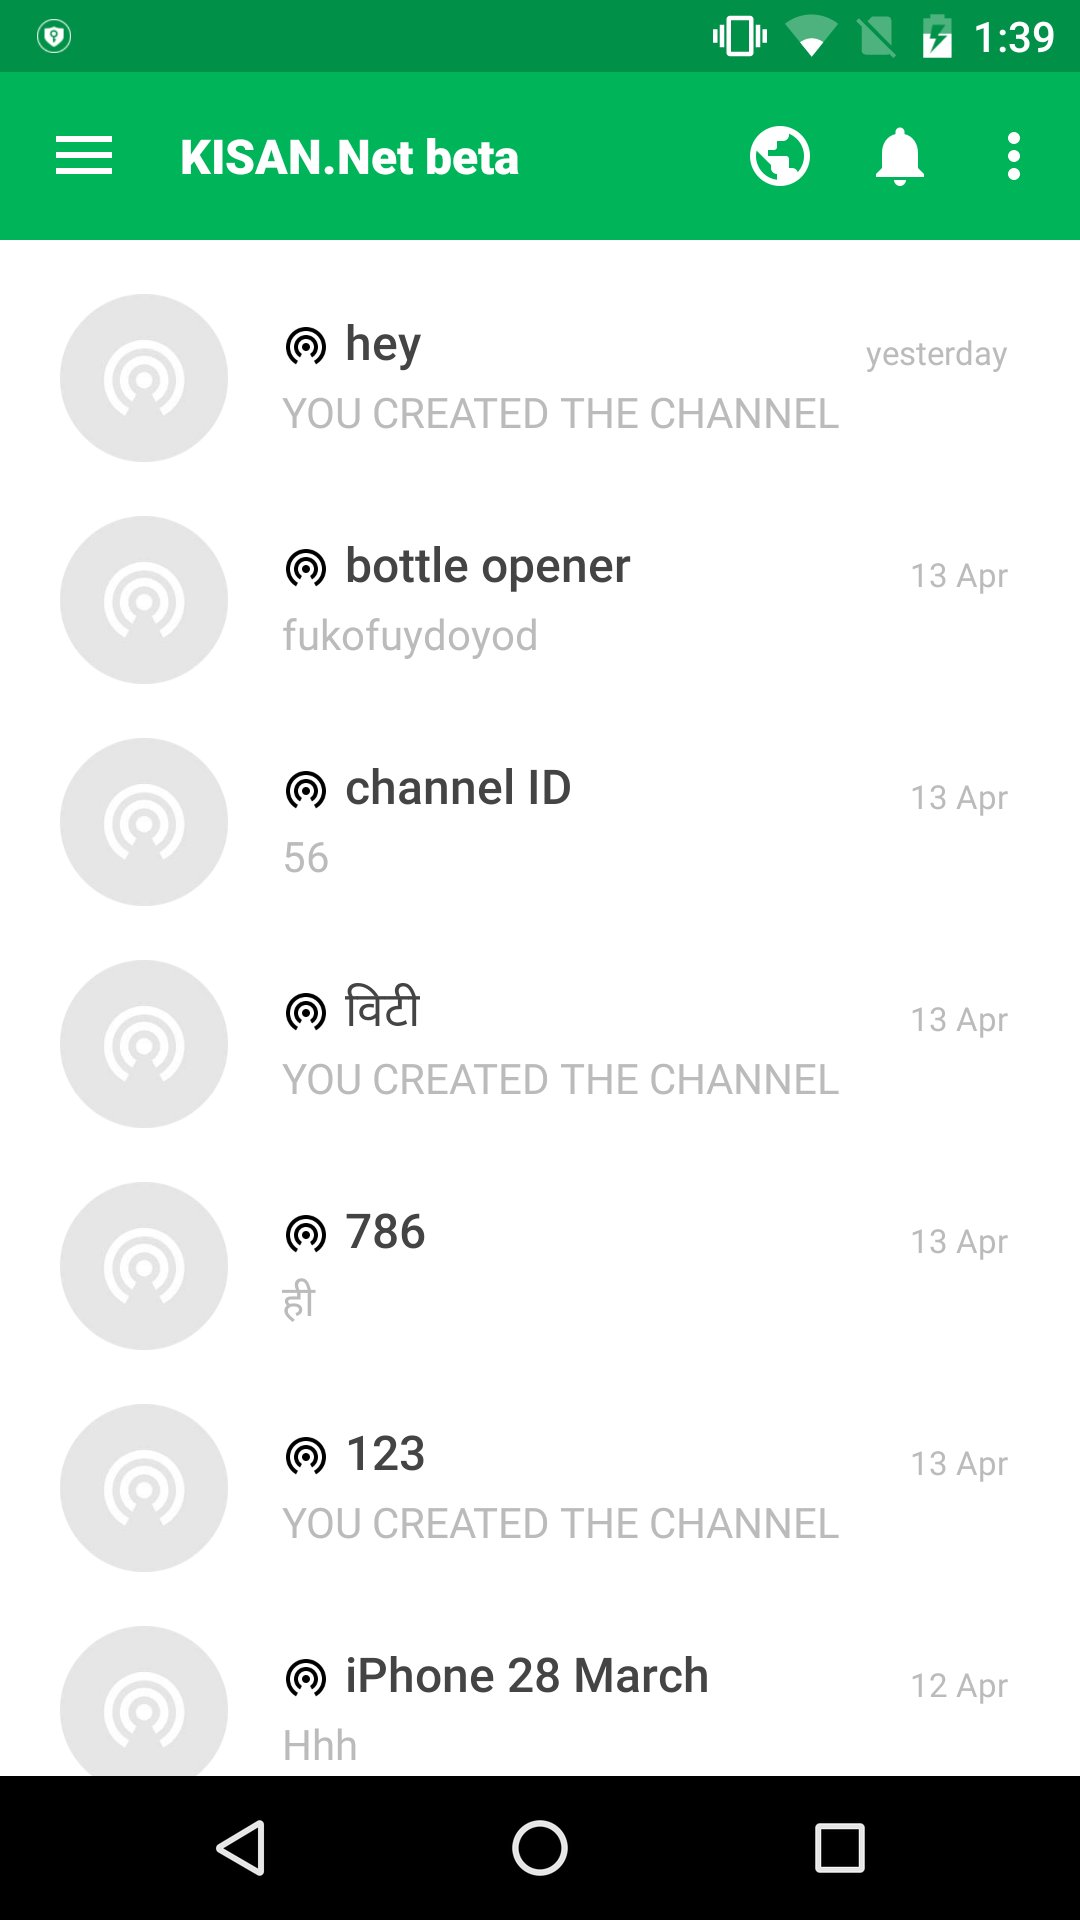 1:39
KISAN.Net beta
hey
yesterday
YOU CREATED THE CHANNEL
bottle opener
13 Apr
fukofuydoyod
channel ID
13 Apr
56
विटी
13 Apr
YOU CREATED THE CHANNEL
786
13 Apr
ही
123
13 Apr
YOU CREATED THE CHANNEL
iPhone 28 March
12 Apr
Hhh